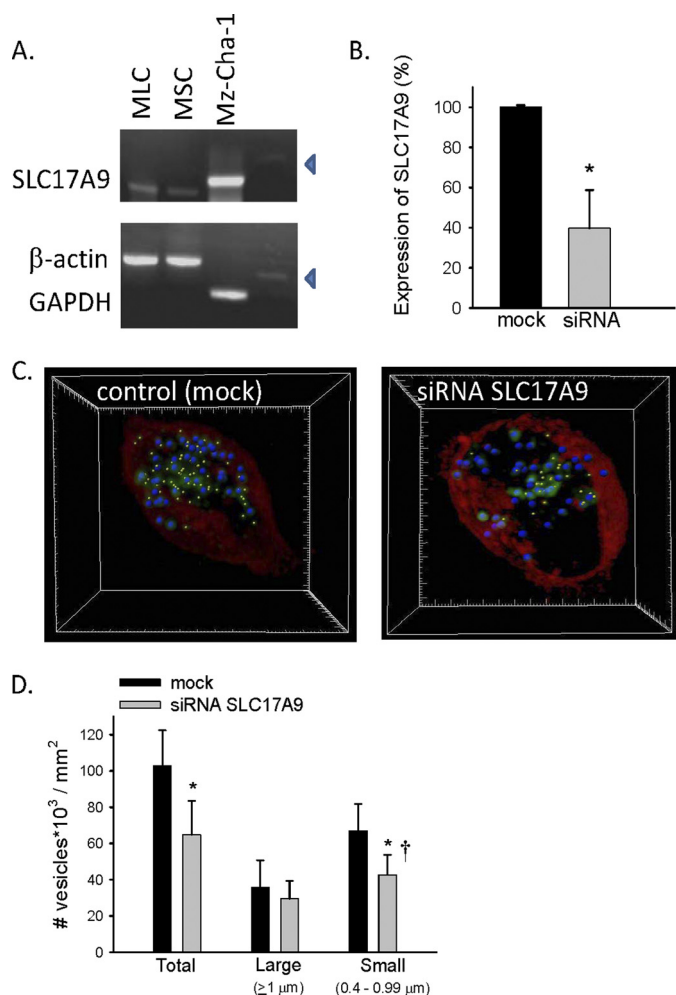 A.
MLC
MSC
Mz-Cha-1
SLC17A9
β-actin
GAPDH
B.
Expression of SLC17A9 (%)
100
80
60
40
20
0
*
mock
siRNA
C.
control (mock)
siRNA SLC17A9
D.
mock
siRNA SLC17A9
# vesicles*10³ / mm²
120
100
80
60
40
20
0
*
* †
Total
Large
Small
(≥1 μm)
(0.4 - 0.99 μm)